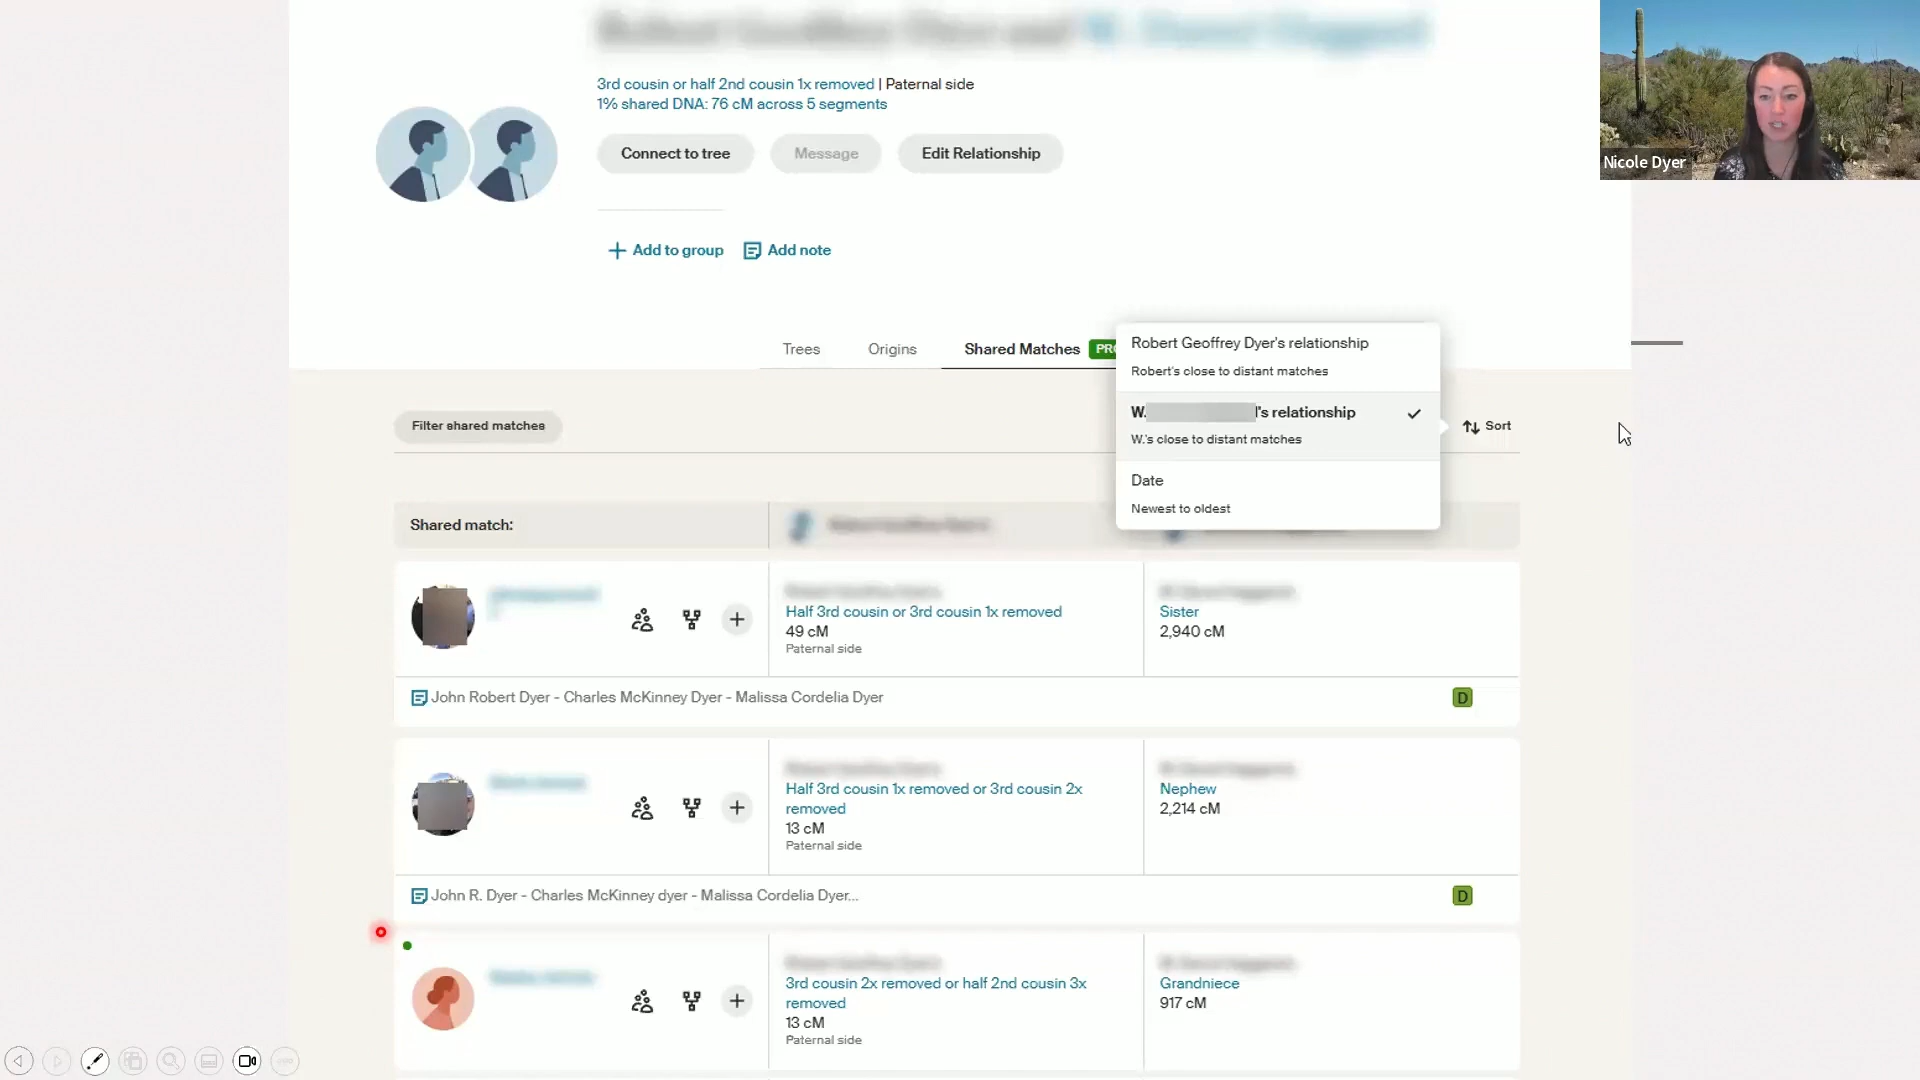 3rd cousin or half 2nd cousin 1x removed | Paternal side
1% shared DNA: 76 cM across 5 segments
Connect to tree
Message
Edit Relationship
Nicole Dyer
Add to group
Add note
Trees
Origins
Shared Matches
PR
Robert Geoffrey Dyer's relationship
Robert's close to distant matches
W. 's relationship
W.'s close to distant matches
Date
Newest to oldest
Filter shared matches
Sort
Shared match:
Half 3rd cousin or 3rd cousin 1x removed
49 cM
Paternal side
Sister
2,940 cM
John Robert Dyer - Charles McKinney Dyer - Malissa Cordelia Dyer
D
Half 3rd cousin 1x removed or 3rd cousin 2x
removed
13 cM
Paternal side
Nephew
2,214 cM
John R. Dyer - Charles McKinney dyer - Malissa Cordelia Dyer...
D
3rd cousin 2x removed or half 2nd cousin 3x
removed
13 cM
Paternal side
Grandniece
917 cM